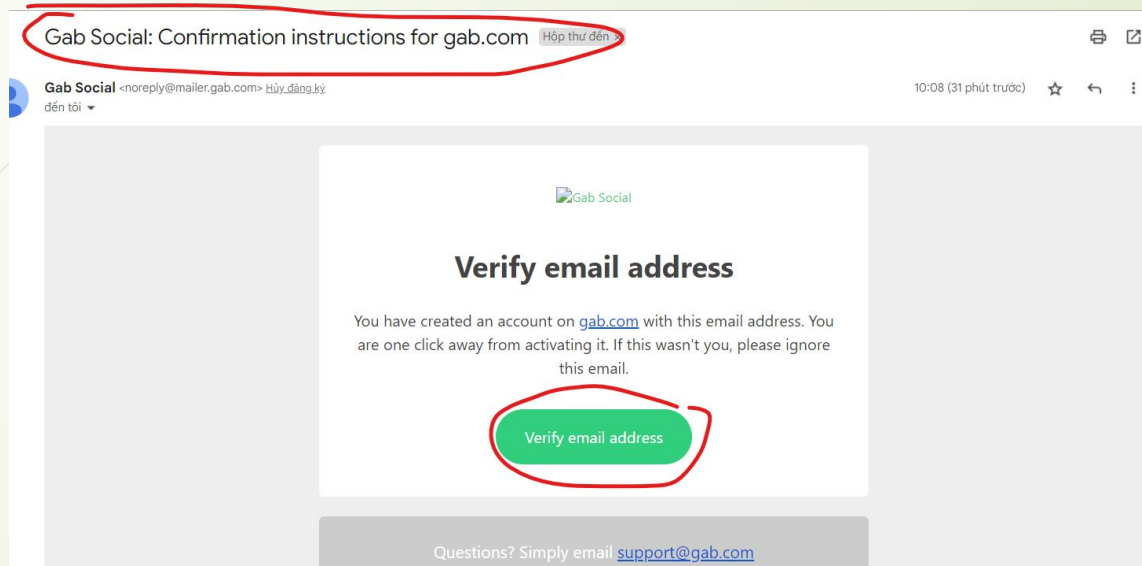 Gab Social: Confirmation instructions for gab.com Hộp thư đến ×
Gab Social <noreply@mailer.gab.com> Hủy đăng ký
10:08 (31 phút trước)
đến tôi
Gab Social
Verify email address
You have created an account on gab.com with this email address. You
are one click away from activating it. If this wasn't you, please ignore
this email.
Verify email address
Questions? Simply email support@gab.com